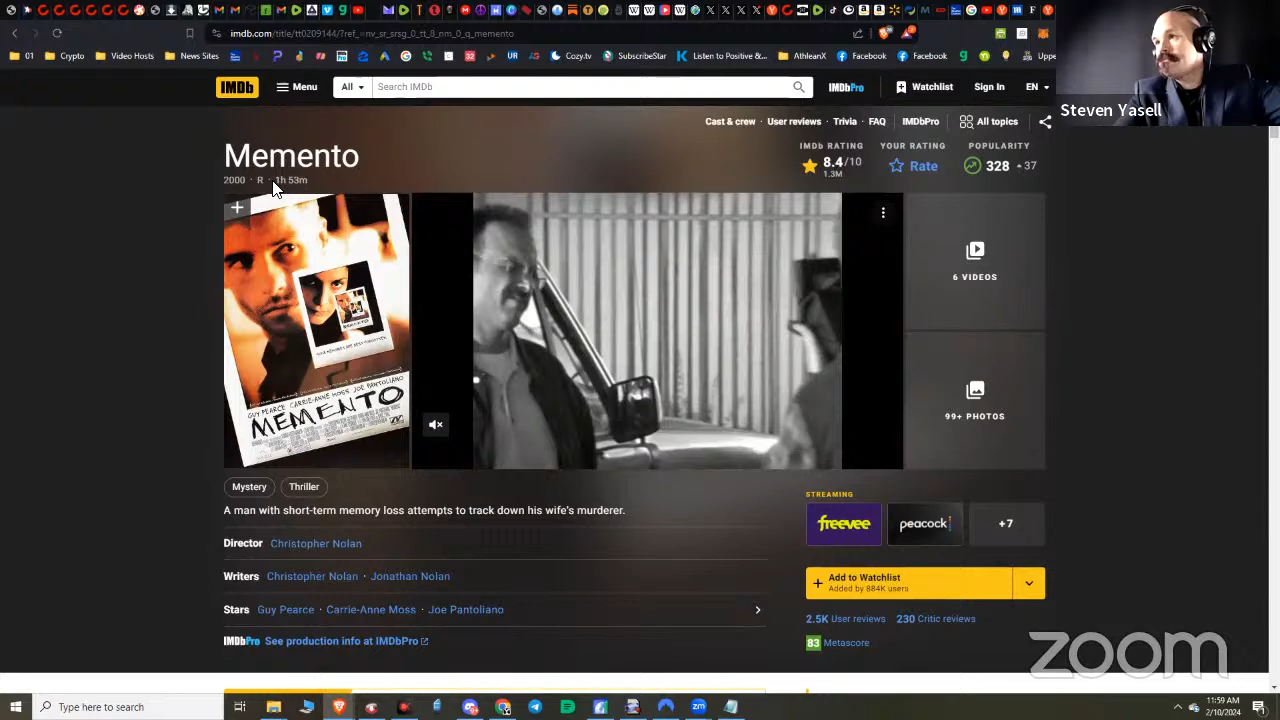 imdb.com/title/tt0209144/?ref_=nv_sr_srsg_0_tt_8_nm_0_q_memento
01 Crypto Video Hosts News Sites Cozy.tv SubscribeStar Listen to Positive &... AthleanX Facebook Facebook
Steven Yasell
IMDb Menu All Search IMDb IMDbPro Watchlist Sign In EN
Cast & crew · User reviews · Trivia · FAQ IMDbPro All topics
Memento
2000 · R · 1h 53m
IMDb RATING YOUR RATING POPULARITY
8.4/10 Rate 328 37
1.3M
6 VIDEOS
99+ PHOTOS
GUY PEARCE CARRIE-ANNE MOSS JOE PANTOLIANO
MEMENTO
Mystery Thriller
A man with short-term memory loss attempts to track down his wife's murderer.
Director Christopher Nolan
Writers Christopher Nolan · Jonathan Nolan
Stars Guy Pearce · Carrie-Anne Moss · Joe Pantoliano
IMDbPro See production info at IMDbPro
STREAMING
freevee peacock +7
Add to Watchlist
Added by 884K users
2.5K User reviews 230 Critic reviews
83 Metascore
zoom
Type here to search
11:59 AM
2/10/2024